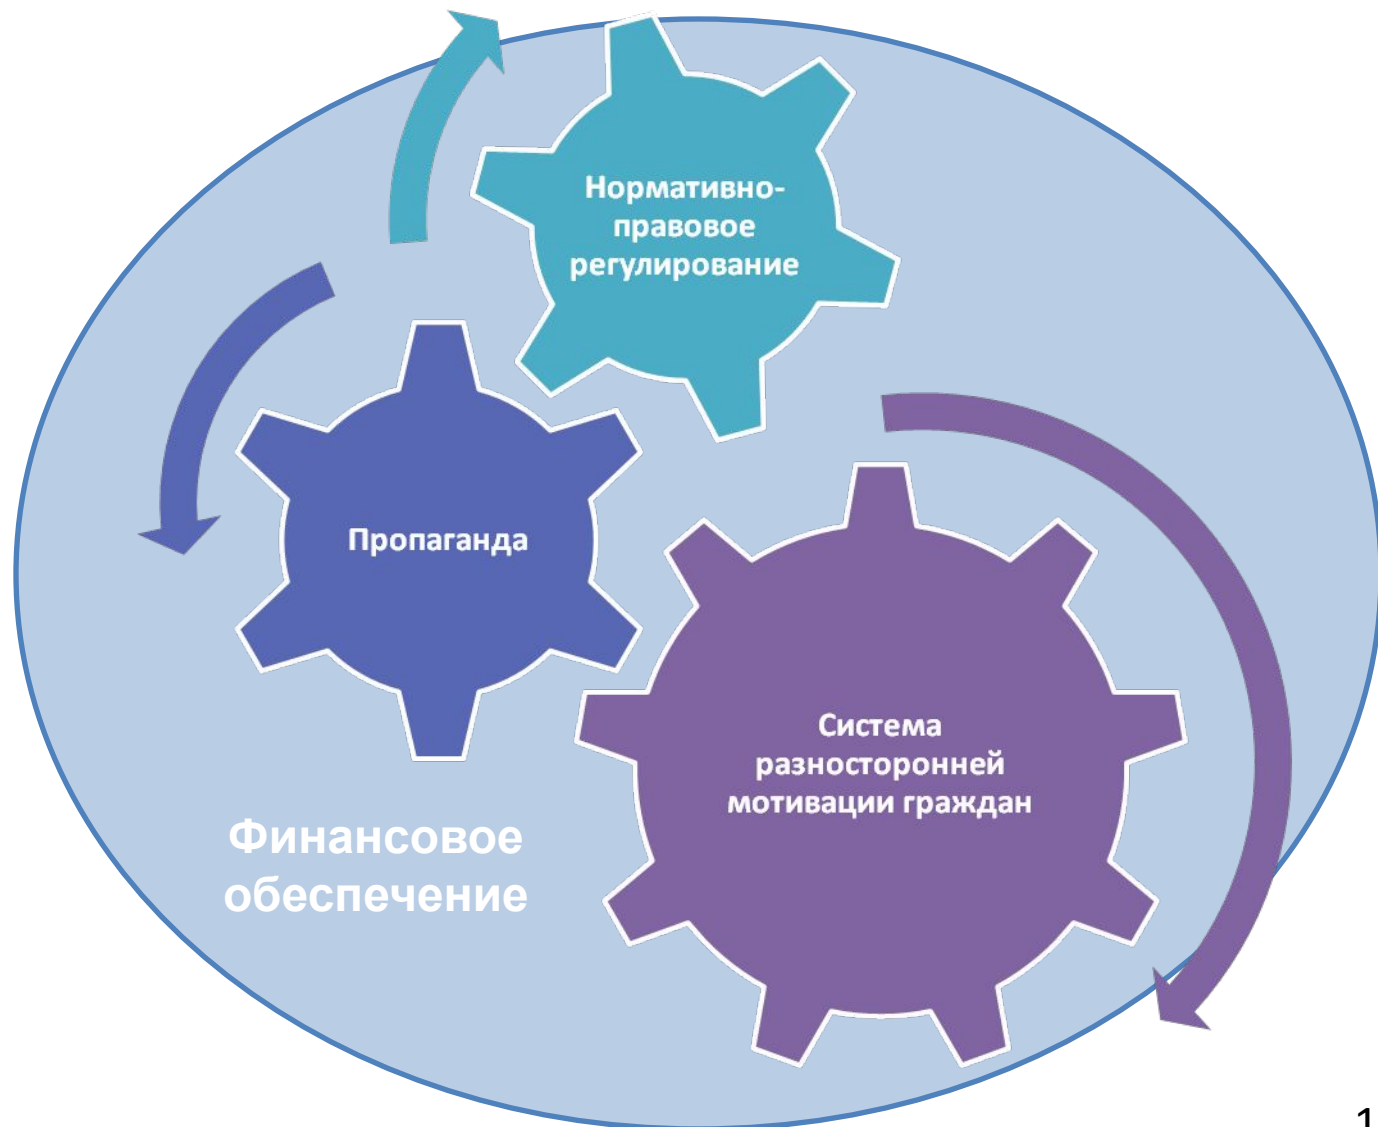 Нормативно-
правовое
регулирование
Пропаганда
Система
разносторонней
мотивации граждан
Финансовое
обеспечение
1